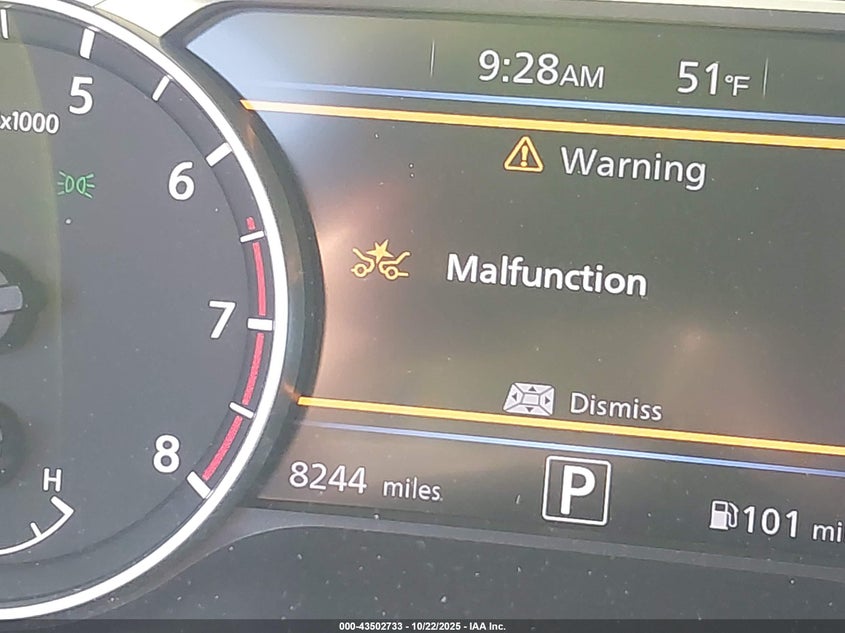 9:28AM 51°F
5
x1000
Warning
6
Malfunction
7
Dismiss
8
8244 miles P 101 mi
H
000-43502733 - 10/22/2025 - IAA Inc.